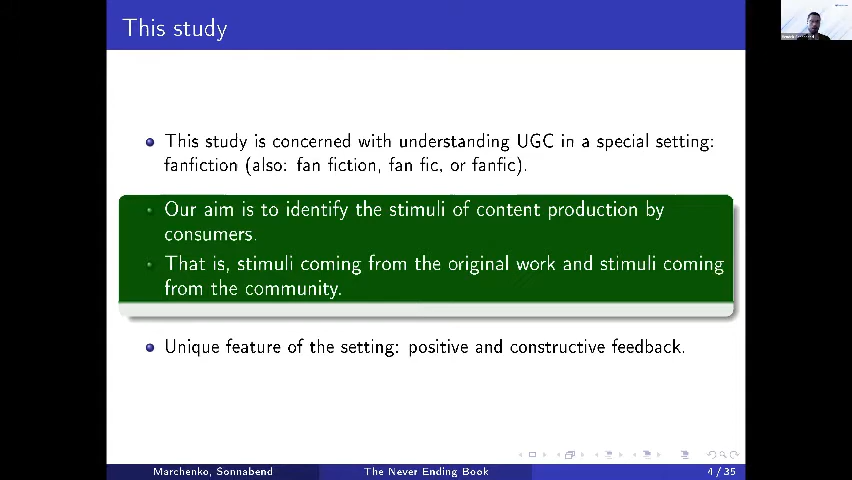 This study
This study is concerned with understanding UGC in a special setting:
fanfiction (also: fan fiction, fan fic, or fanfic).
Our aim is to identify the stimuli of content production by
consumers.
That is, stimuli coming from the original work and stimuli coming
from the community.
Unique feature of the setting: positive and constructive feedback.
Marchenko, Sonnabend
The Never Ending Book
4 / 35